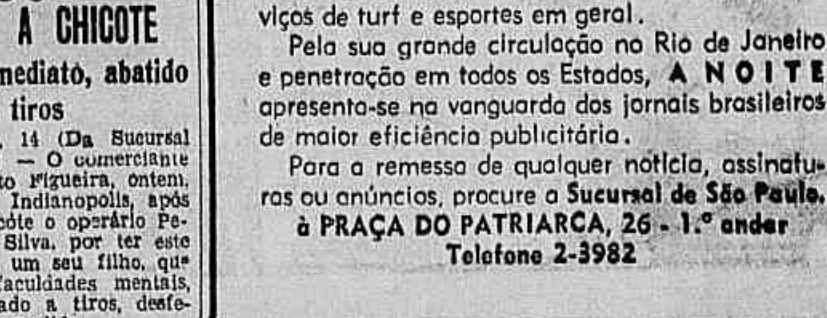 A CHICOTE
mediato, abatido
tiros
, 14 (Da Sucursal
— O comerciante
to Figueira, ontem,
Indianopolis, após
cóte o operário Pe-
Silva, por ter este
um seu filho, que
faculdades mentais,
ado a tiros, desfe-
viços de turf e esportes em geral.
Pela sua grande circulação no Rio de Janeiro
e penetração em todos os Estados, A NOITE
apresenta-se na vanguarda dos jornais brasileiros
de maior eficiência publicitária.
Para a remessa de qualquer notícia, assinatu-
ras ou anúncios, procure a Sucursal de São Paulo,
à PRAÇA DO PATRIARCA, 26 - 1.º andar
Telefone 2-3982